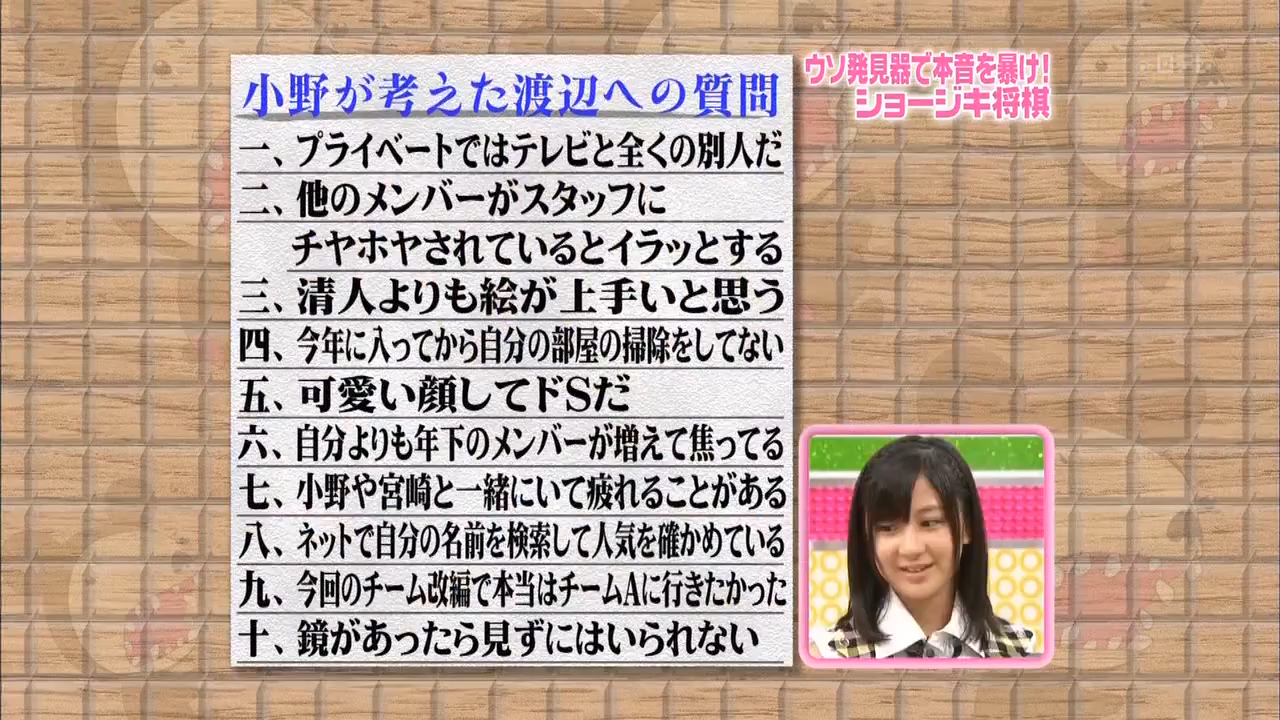 小野が考えた渡辺への質問
一、プライベートではテレビと全くの別人だ
二、他のメンバーがスタッフに
チヤホヤされているとイラッとする
三、清人よりも絵が上手いと思う
四、今年に入ってから自分の部屋の掃除をしてない
五、可愛い顔してドSだ
六、自分よりも年下のメンバーが増えて焦ってる
七、小野や宮崎と一緒にいて疲れることがある
八、ネットで自分の名前を検索して人気を確かめている
九、今回のチーム改編で本当はチームAに行きたかった
十、鏡があったら見ずにはいられない
ウソ発見器で本音を暴け!
ショージキ将棋